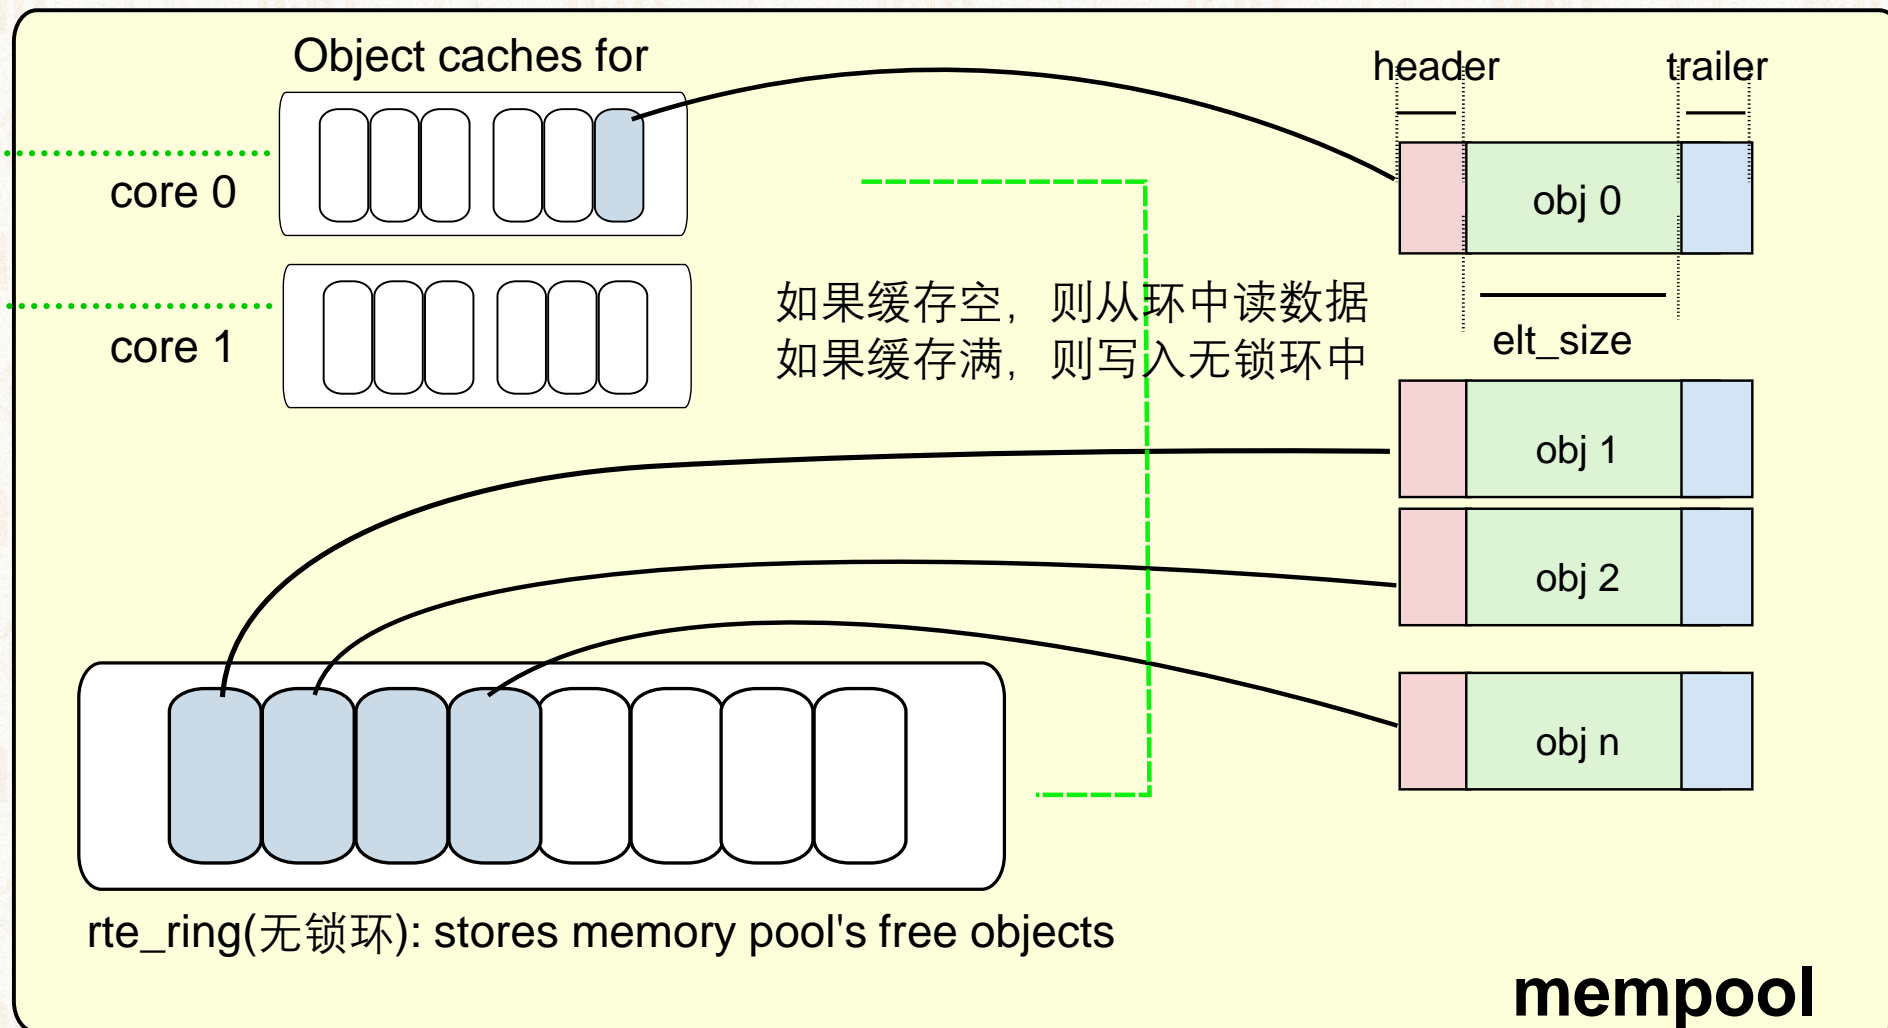 Object caches for
header
trailer
core 0
obj 0
core 1
如果缓存空，则从环中读数据
如果缓存满，则写入无锁环中
elt_size
obj 1
obj 2
obj n
rte_ring(无锁环): stores memory pool's free objects
mempool